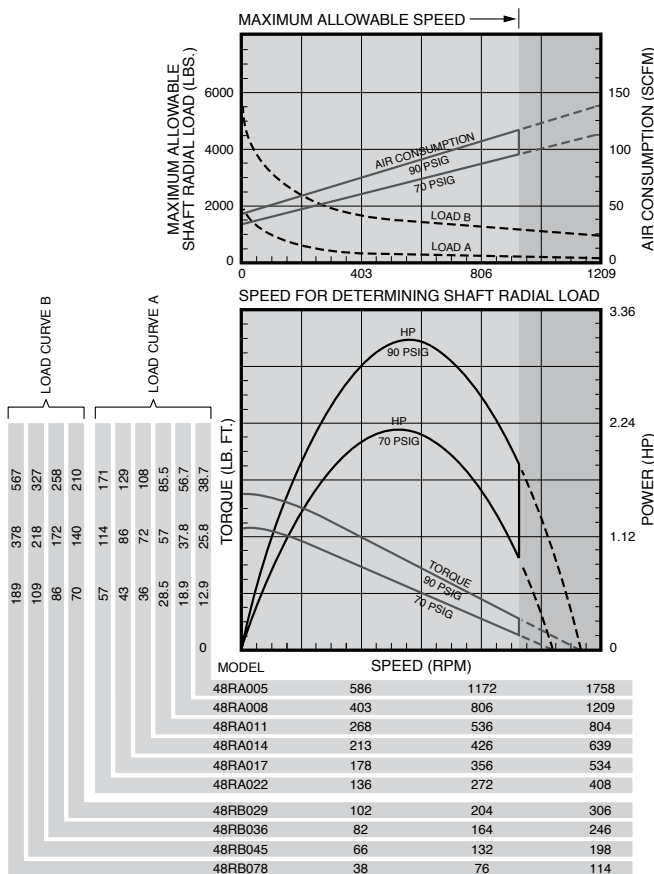 MAXIMUM ALLOWABLE SPEED
MAXIMUM ALLOWABLE
SHAFT RADIAL LOAD (LBS.)
6000
4000
2000
0
AIR CONSUMPTION
90 PSIG
70 PSIG
LOAD B
LOAD A
150
100
50
0
AIR CONSUMPTION (SCFM)
0 403 806 1209
SPEED FOR DETERMINING SHAFT RADIAL LOAD
LOAD CURVE B
LOAD CURVE A
567 327 258 210 171 129 108 85.5 56.7 38.7
378 218 172 140 114 86 72 57 37.8 25.8
189 109 86 70 57 43 36 28.5 18.9 12.9
0
TORQUE (LB. FT.)
HP
90 PSIG
HP
70 PSIG
TORQUE
90 PSIG
70 PSIG
3.36
2.24
1.12
0
POWER (HP)
MODEL SPEED (RPM)
48RA005 586 1172 1758
48RA008 403 806 1209
48RA011 268 536 804
48RA014 213 426 639
48RA017 178 356 534
48RA022 136 272 408
48RB029 102 204 306
48RB036 82 164 246
48RB045 66 132 198
48RB078 38 76 114